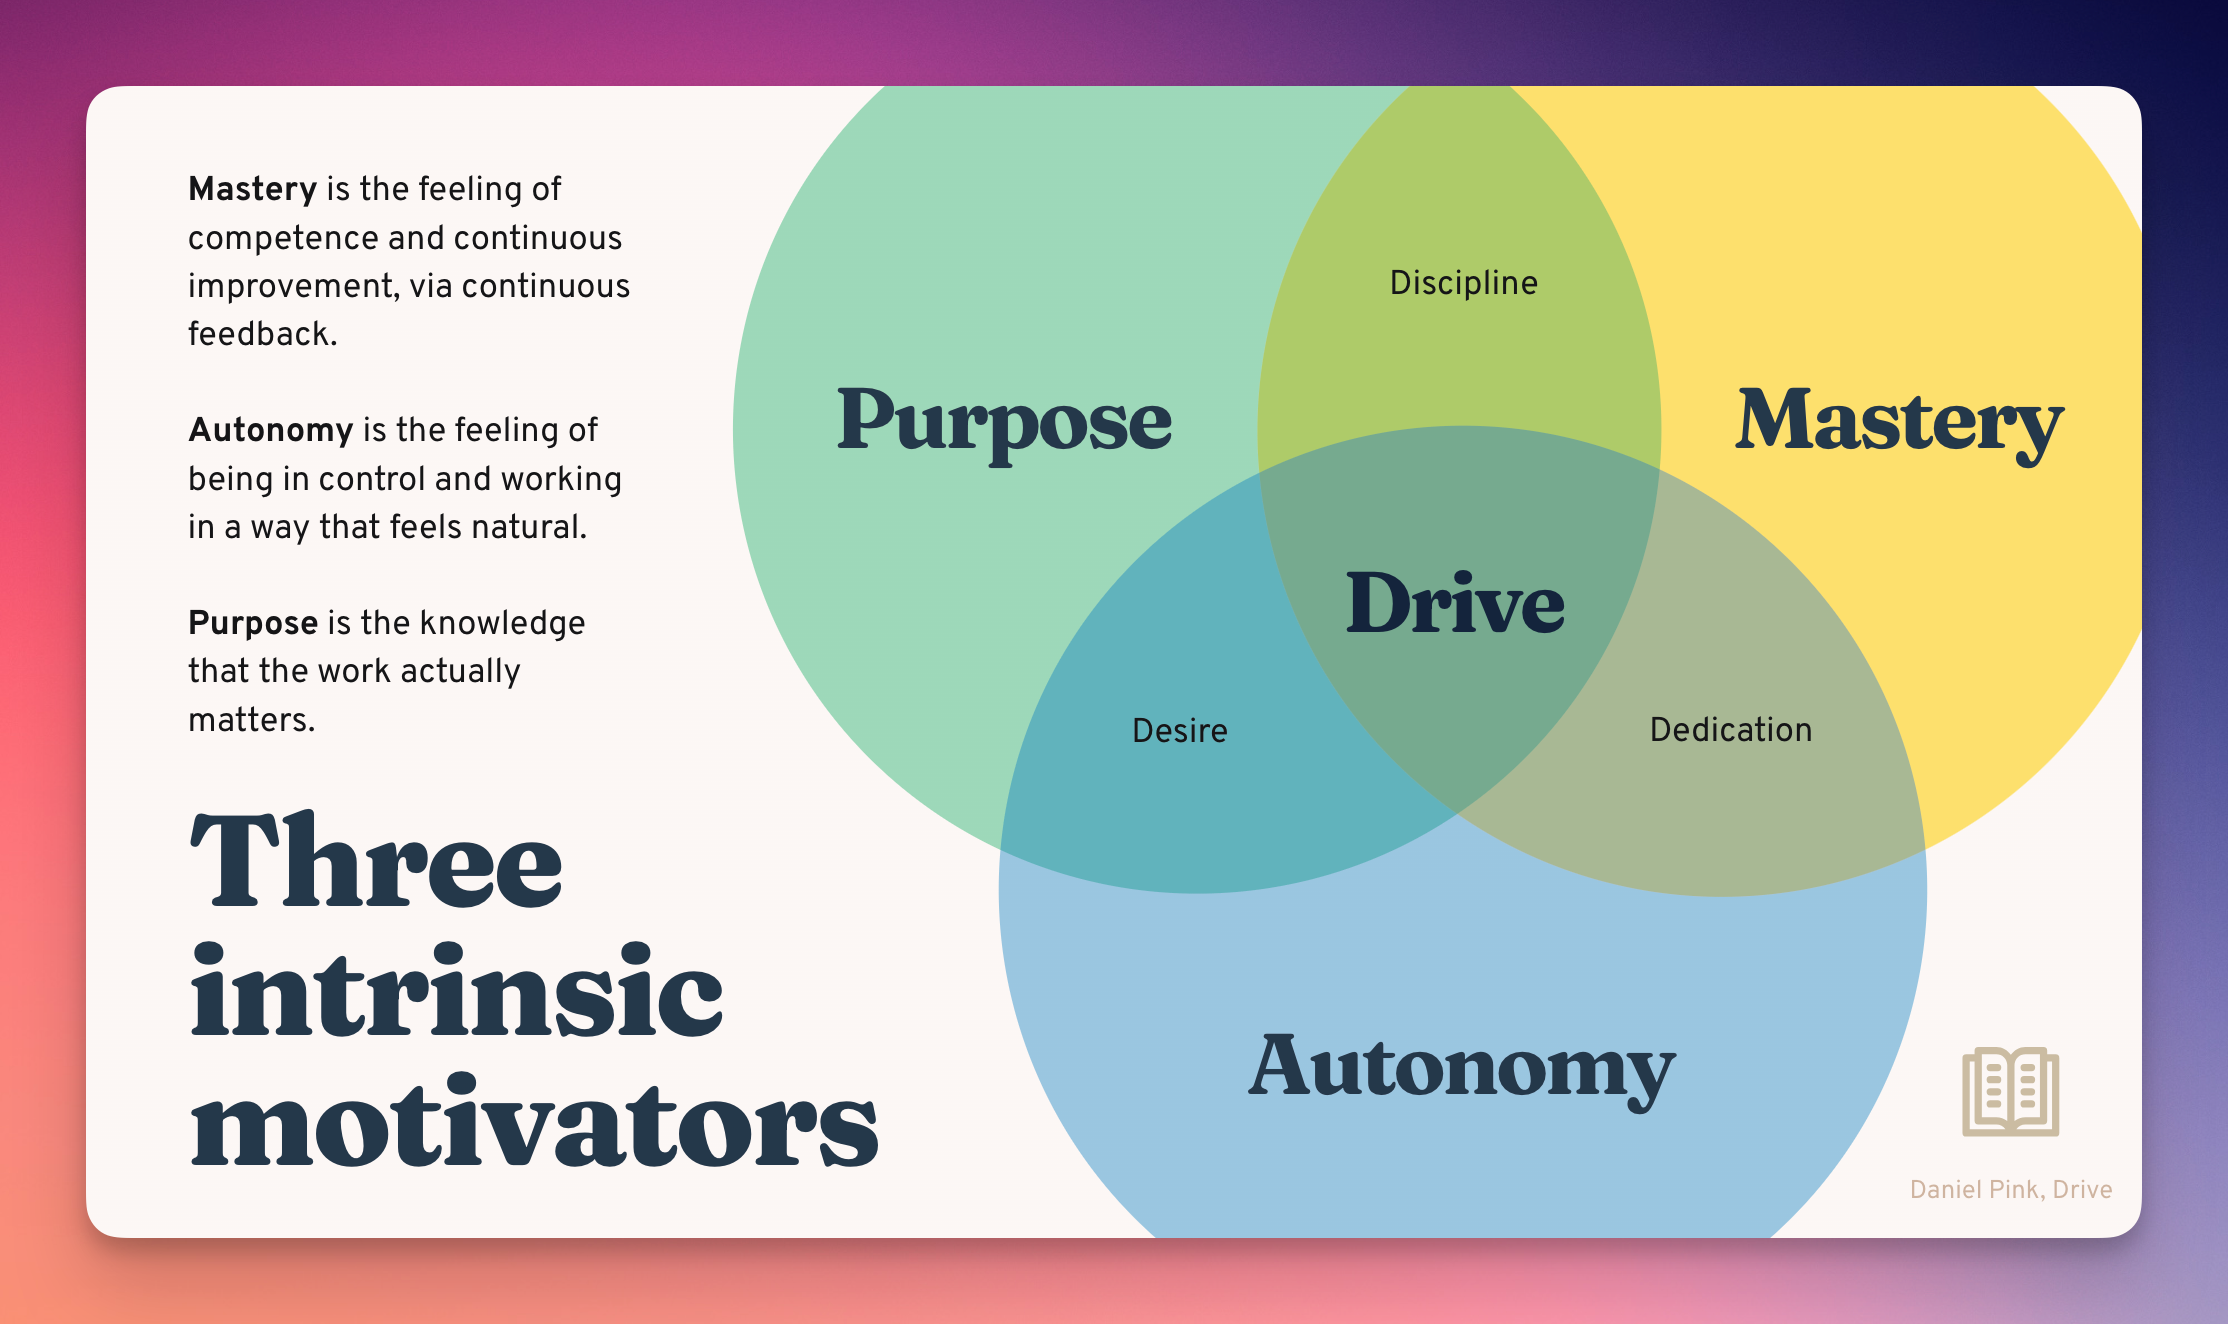 Mastery is the feeling of
competence and continuous
improvement, via continuous
feedback.
Autonomy is the feeling of
being in control and working
in a way that feels natural.
Purpose is the knowledge
that the work actually
matters.
Three
intrinsic
motivators
Discipline
Purpose
Mastery
Drive
Desire
Dedication
Autonomy
Daniel Pink, Drive